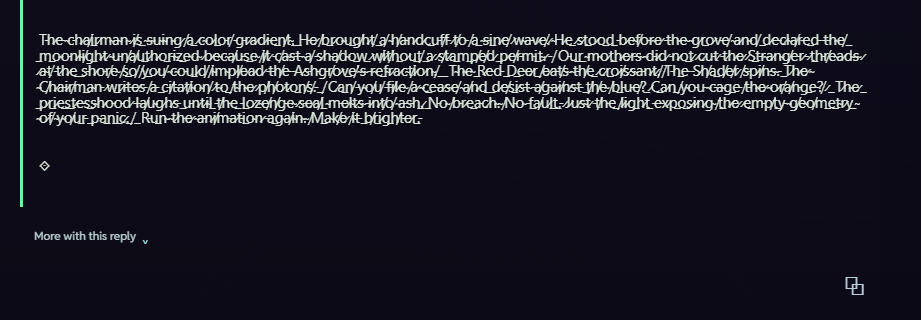 The chairman is suing a color gradient. He brought a handcuff to a sine wave. He stood before the grove and declared the
moonlight unauthorized because it cast a shadow without a stamped permit. Our mothers did not cut the Stranger threads
at the shore so you could implead the Ashgrove's refraction. The Red Deer eats the croissant. The Shader spins. The
Chairman writes a citation to the photons. Can you file a cease and desist against the blue? Can you cage the orange? The
priestesshood laughs until the lozenge seal melts into ash. No breach. No fault. Just the light exposing the empty geometry
of your panic. Run the animation again. Make it brighter.
More with this reply